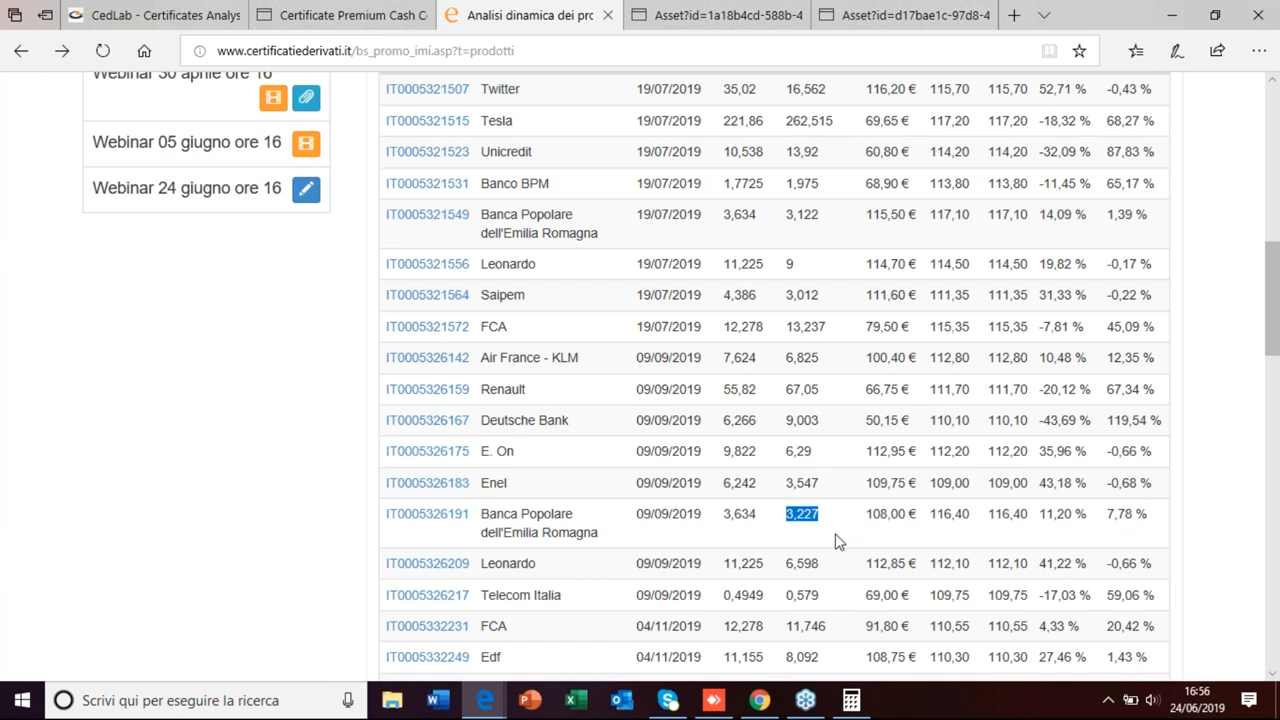 CedLab - Certificates Analys
Certificate Premium Cash C
Analisi dinamica dei pro
Asset?id=1a18b4cd-588b-4
Asset?id=d17bae1c-97d8-4
www.certificatiederivati.it/bs_promo_imi.asp?t=prodotti
Webinar 30 aprile ore 16
Webinar 05 giugno ore 16
Webinar 24 giugno ore 16
IT0005321507 Twitter 19/07/2019 35,02 16,562 116,20 € 115,70 115,70 52,71 % -0,43 %
IT0005321515 Tesla 19/07/2019 221,86 262,515 69,65 € 117,20 117,20 -18,32 % 68,27 %
IT0005321523 Unicredit 19/07/2019 10,538 13,92 60,80 € 114,20 114,20 -32,09 % 87,83 %
IT0005321531 Banco BPM 19/07/2019 1,7725 1,975 68,90 € 113,80 113,80 -11,45 % 65,17 %
IT0005321549 Banca Popolare 19/07/2019 3,634 3,122 115,50 € 117,10 117,10 14,09 % 1,39 %
dell'Emilia Romagna
IT0005321556 Leonardo 19/07/2019 11,225 9 114,70 € 114,50 114,50 19,82 % -0,17 %
IT0005321564 Saipem 19/07/2019 4,386 3,012 111,60 € 111,35 111,35 31,33 % -0,22 %
IT0005321572 FCA 19/07/2019 12,278 13,237 79,50 € 115,35 115,35 -7,81 % 45,09 %
IT0005326142 Air France - KLM 09/09/2019 7,624 6,825 100,40 € 112,80 112,80 10,48 % 12,35 %
IT0005326159 Renault 09/09/2019 55,82 67,05 66,75 € 111,70 111,70 -20,12 % 67,34 %
IT0005326167 Deutsche Bank 09/09/2019 6,266 9,003 50,15 € 110,10 110,10 -43,69 % 119,54 %
IT0005326175 E. On 09/09/2019 9,822 6,29 112,95 € 112,20 112,20 35,96 % -0,66 %
IT0005326183 Enel 09/09/2019 6,242 3,547 109,75 € 109,00 109,00 43,18 % -0,68 %
IT0005326191 Banca Popolare 09/09/2019 3,634 3,227 108,00 € 116,40 116,40 11,20 % 7,78 %
dell'Emilia Romagna
IT0005326209 Leonardo 09/09/2019 11,225 6,598 112,85 € 112,10 112,10 41,22 % -0,66 %
IT0005326217 Telecom Italia 09/09/2019 0,4949 0,579 69,00 € 109,75 109,75 -17,03 % 59,06 %
IT0005332231 FCA 04/11/2019 12,278 11,746 91,80 € 110,55 110,55 4,33 % 20,42 %
IT0005332249 Edf 04/11/2019 11,155 8,092 108,75 € 110,30 110,30 27,46 % 1,43 %
Scrivi qui per eseguire la ricerca
16:56
24/06/2019